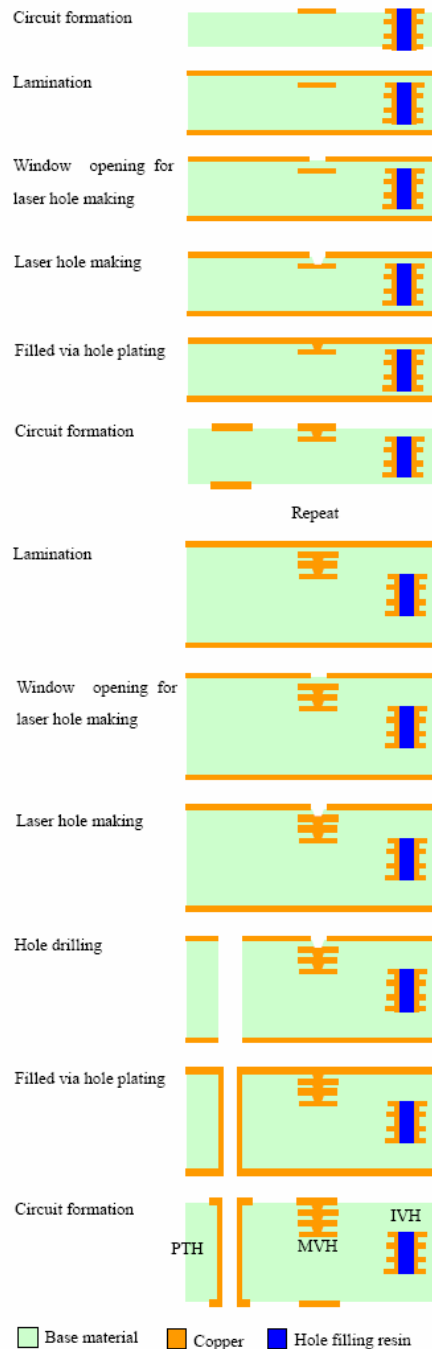 Circuit formation
Lamination
Window opening for
laser hole making
Laser hole making
Filled via hole plating
Circuit formation
Repeat
Lamination
Window opening for
laser hole making
Laser hole making
Hole drilling
Filled via hole plating
Circuit formation
IVH
PTH
MVH
Base material
Copper
Hole filling resin